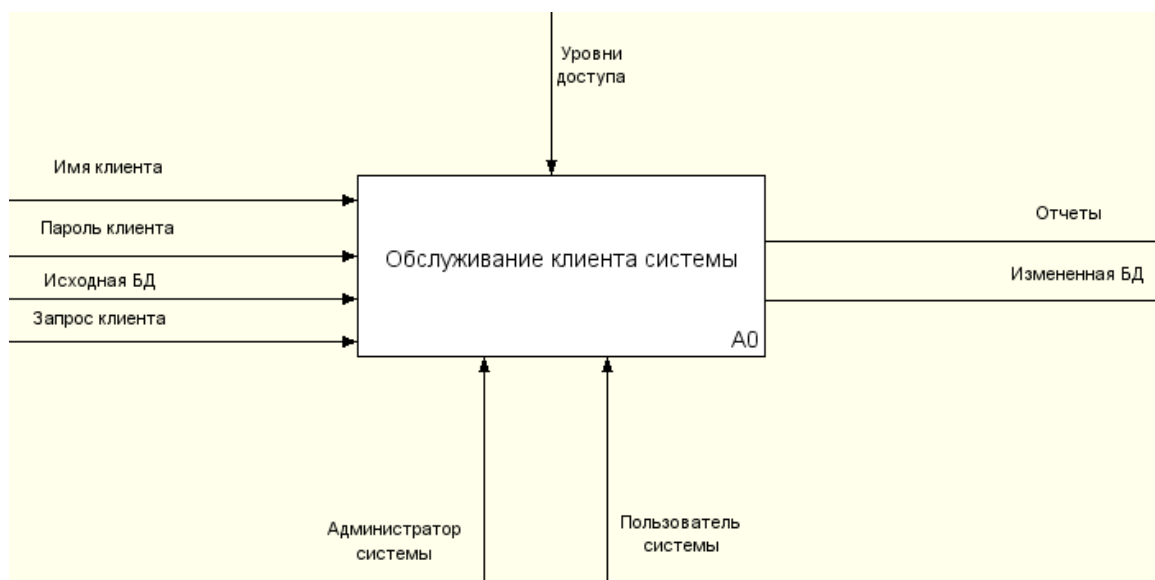 Уровни
доступа
Имя клиента
Пароль клиента
Исходная БД
Запрос клиента
Обслуживание клиента системы
A0
Отчеты
Измененная БД
Администратор
системы
Пользователь
системы